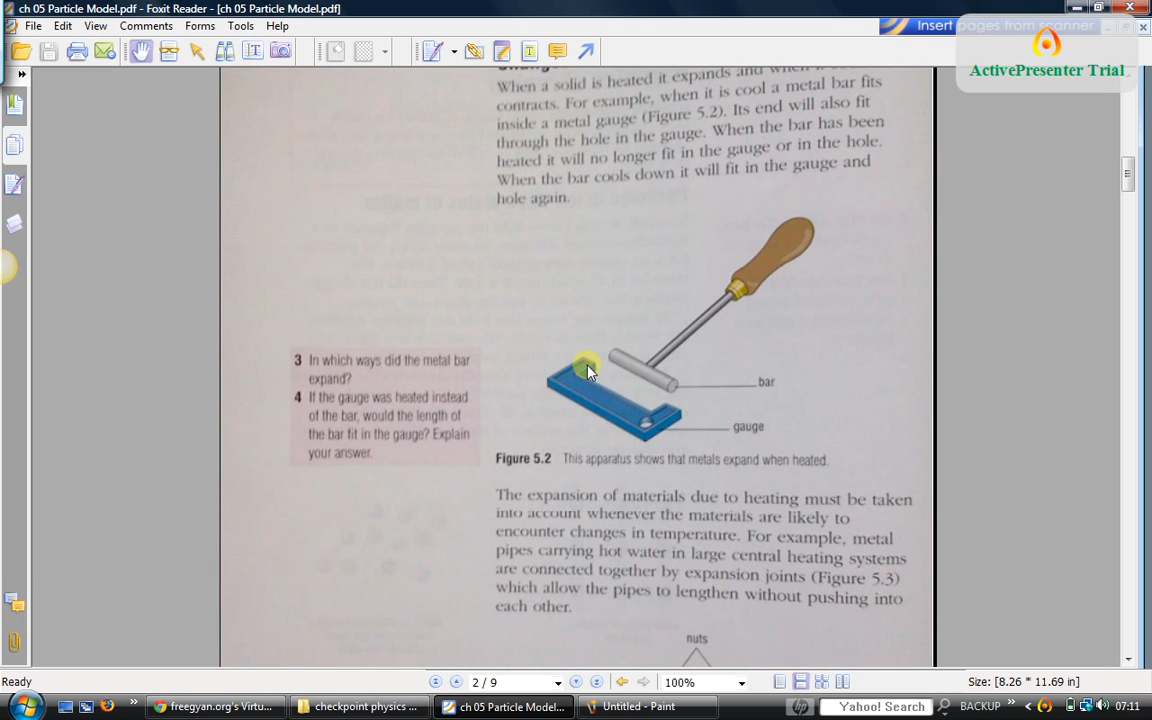 ch 05 Particle Model.pdf - Foxit Reader - [ch 05 Particle Model.pdf]
File Edit View Comments Forms Tools Help
Insert pages from scanner
ActivePresenter Trial
When a solid is heated it expands and when
contracts. For example, when it is cool a metal bar fits
inside a metal gauge (Figure 5.2). Its end will also fit
through the hole in the gauge. When the bar has been
heated it will no longer fit in the gauge or in the hole.
When the bar cools down it will fit in the gauge and
hole again.
3 In which ways did the metal bar
expand?
4 If the gauge was heated instead
of the bar, would the length of
the bar fit in the gauge? Explain
your answer.
bar
gauge
Figure 5.2 This apparatus shows that metals expand when heated.
The expansion of materials due to heating must be taken
into account whenever the materials are likely to
encounter changes in temperature. For example, metal
pipes carrying hot water in large central heating systems
are connected together by expansion joints (Figure 5.3)
which allow the pipes to lengthen without pushing into
each other.
nuts
Ready
2 / 9
100%
Size: [8.26 * 11.69 in]
freegyan.org's Virtu...
checkpoint physics ...
ch 05 Particle Model...
Untitled - Paint
hp
Yahoo! Search
BACKUP
07:11